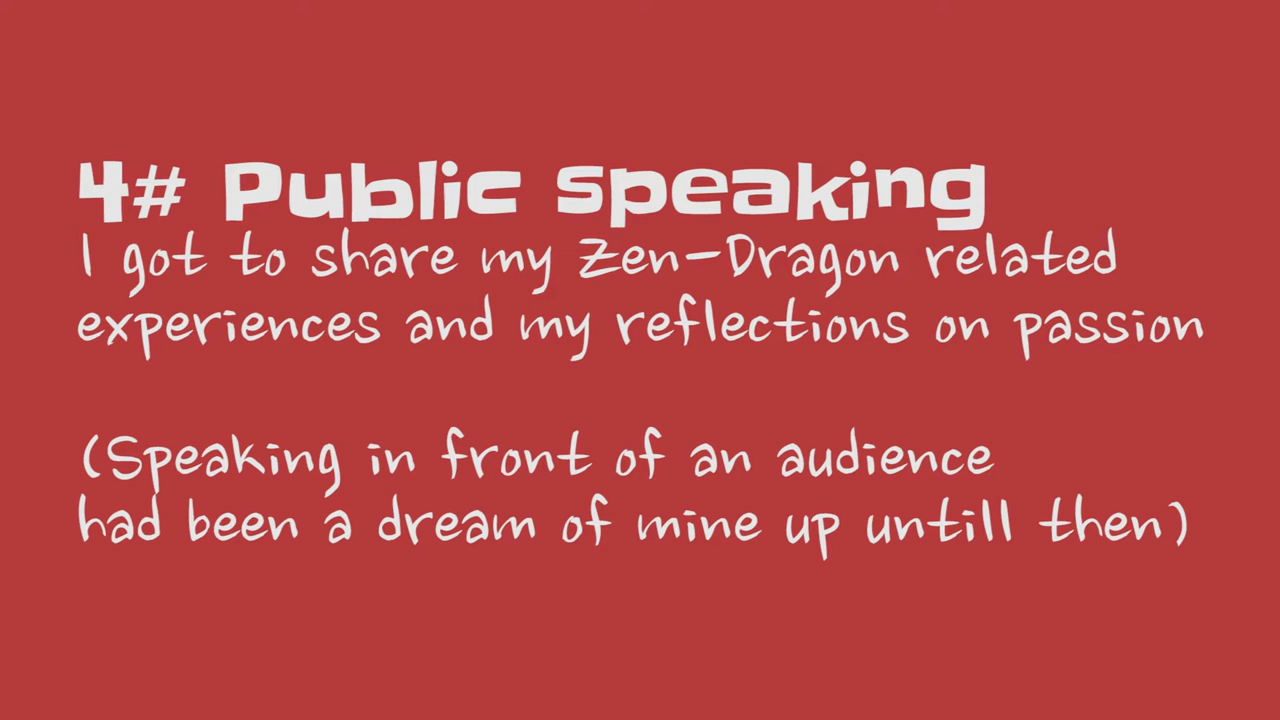 4# Public speaking
I got to share my Zen-Dragon related
experiences and my reflections on passion
(Speaking in front of an audience
had been a dream of mine up untill then)